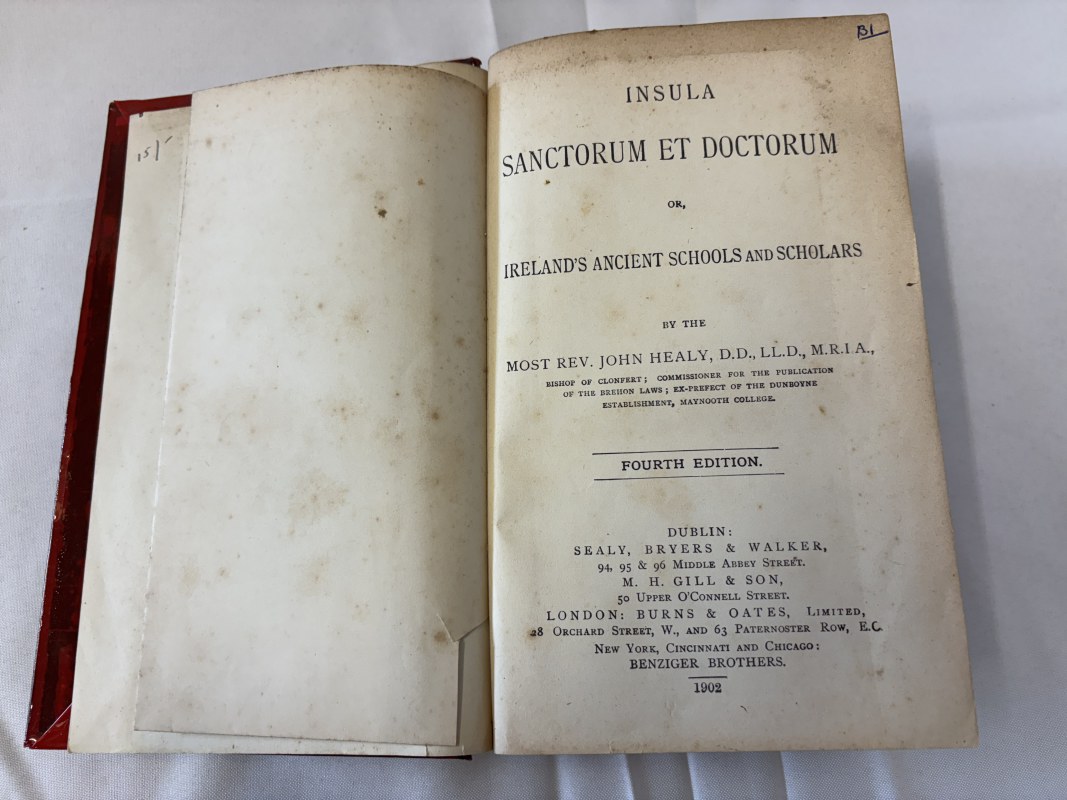 15/-
B1
INSULA
SANCTORUM ET DOCTORUM
OR,
IRELAND'S ANCIENT SCHOOLS AND SCHOLARS
BY THE
MOST REV. JOHN HEALY, D.D., LL.D., M.R.I.A.,
BISHOP OF CLONFERT; COMMISSIONER FOR THE PUBLICATION
OF THE BREHON LAWS; EX-PREFECT OF THE DUNBOYNE
ESTABLISHMENT, MAYNOOTH COLLEGE.
FOURTH EDITION.
DUBLIN:
SEALY, BRYERS & WALKER,
94, 95 & 96 MIDDLE ABBEY STREET.
M. H. GILL & SON,
50 UPPER O'CONNELL STREET.
LONDON: BURNS & OATES, LIMITED,
28 ORCHARD STREET, W., AND 63 PATERNOSTER ROW, E.C.
NEW YORK, CINCINNATI AND CHICAGO:
BENZIGER BROTHERS.
1902